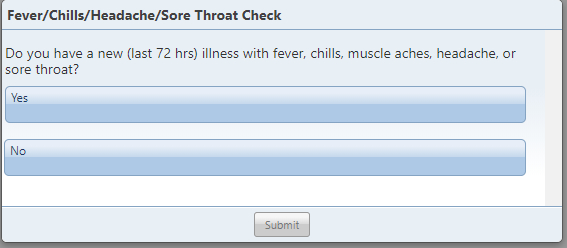 Fever/Chills/Headache/Sore Throat Check
Do you have a new (last 72 hrs) illness with fever, chills, muscle aches, headache, or
sore throat?
Yes
No
Submit